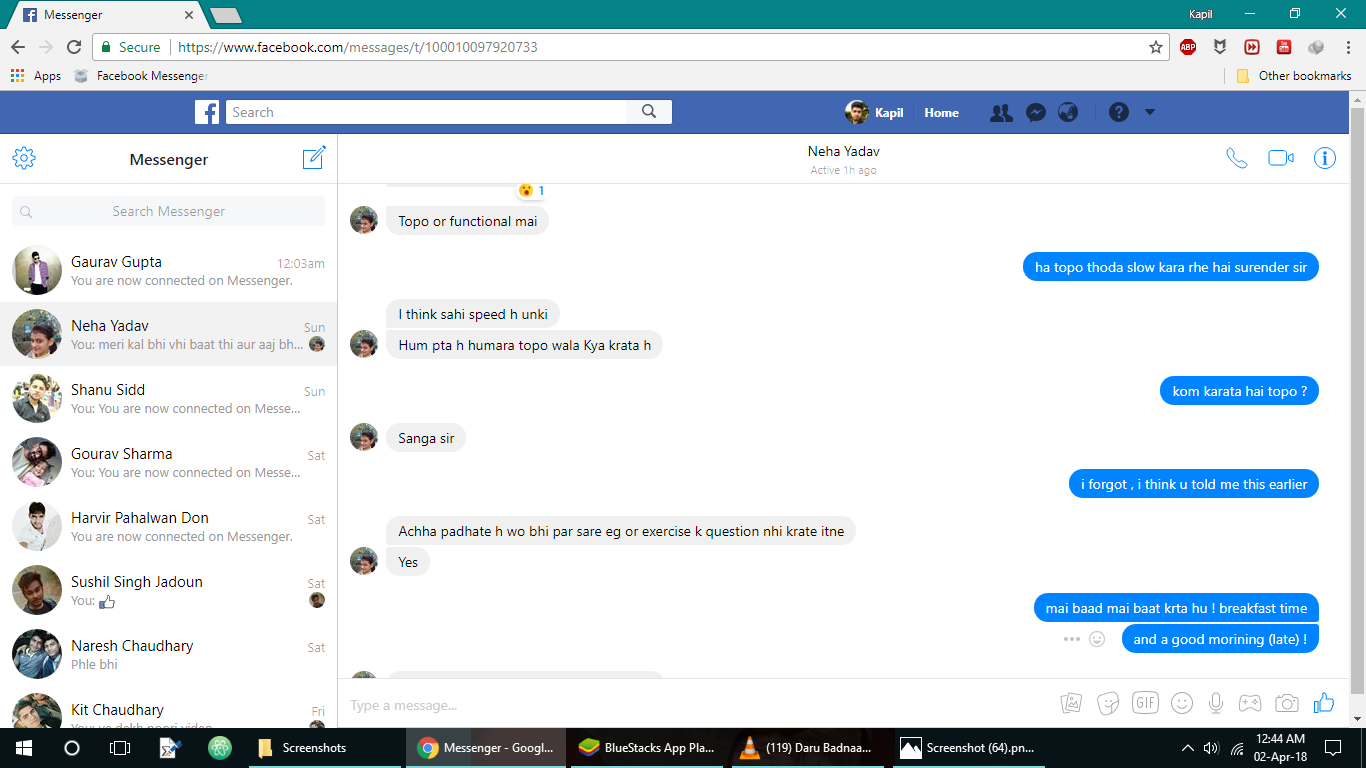 Messenger
Kapil
Secure
https://www.facebook.com/messages/t/100010097920733
ABP
Apps
Facebook Messenger
Other bookmarks
Search
Kapil
Home
Messenger
Search Messenger
Gaurav Gupta
12:03am
You are now connected on Messenger.
Neha Yadav
Sun
You: meri kal bhi vhi baat thi aur aaj bh...
Shanu Sidd
Sun
You: You are now connected on Messe...
Gourav Sharma
Sat
You: You are now connected on Messe...
Harvir Pahalwan Don
Sat
You are now connected on Messenger.
Sushil Singh Jadoun
Sat
You:
Naresh Chaudhary
Sat
Phle bhi
Kit Chaudhary
Fri
You: ye dekh poori video
Neha Yadav
Active 1h ago
1
Topo or functional mai
ha topo thoda slow kara rhe hai surender sir
I think sahi speed h unki
Hum pta h humara topo wala Kya krata h
kom karata hai topo ?
Sanga sir
i forgot , i think u told me this earlier
Achha padhate h wo bhi par sare eg or exercise k question nhi krate itne
Yes
mai baad mai baat krta hu ! breakfast time
and a good morining (late) !
Type a message...
GIF
Screenshots
Messenger - Googl...
BlueStacks App Pla...
(119) Daru Badnaa...
Screenshot (64).pn...
12:44 AM
02-Apr-18